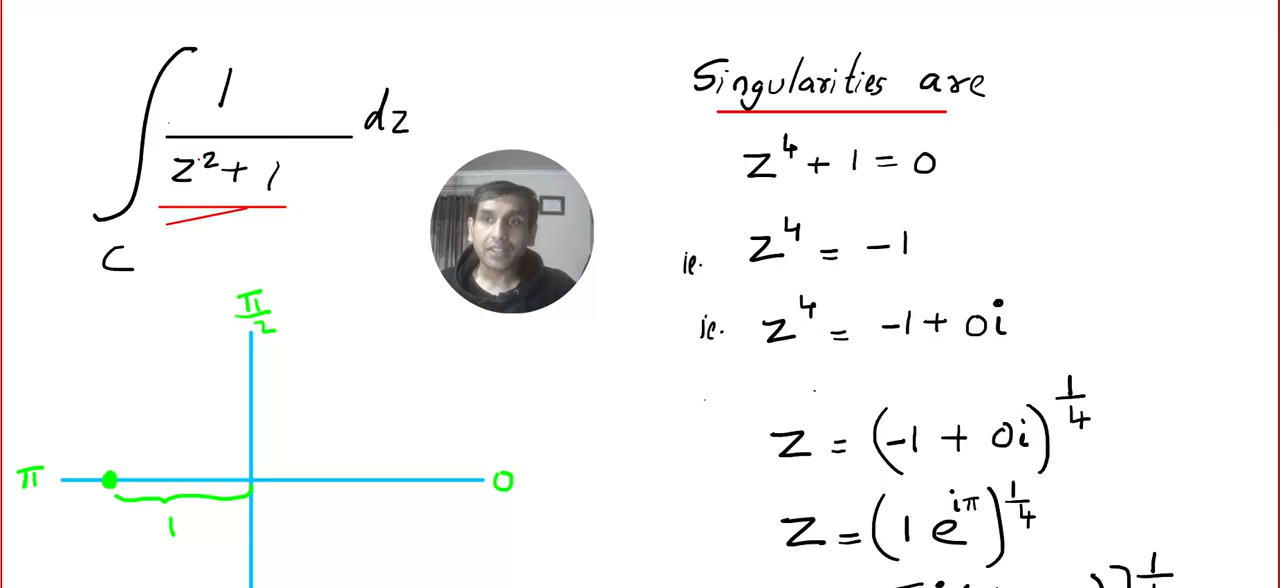 ∫_C 1/(z²+1) dz
π/2
π
0
1
Singularities are
z⁴ + 1 = 0
ie. z⁴ = -1
ie. z⁴ = -1 + 0i
z = (-1 + 0i)^(1/4)
z = (1 e^(iπ))^(1/4)